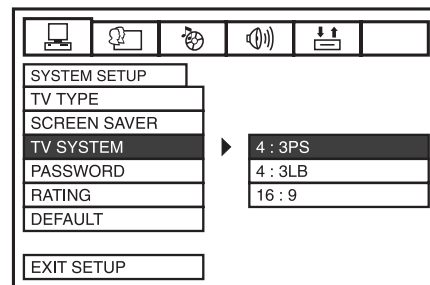 SYSTEM SETUP
TV TYPE
SCREEN SAVER
TV SYSTEM
4 : 3PS
PASSWORD
4 : 3LB
RATING
16 : 9
DEFAULT
EXIT SETUP